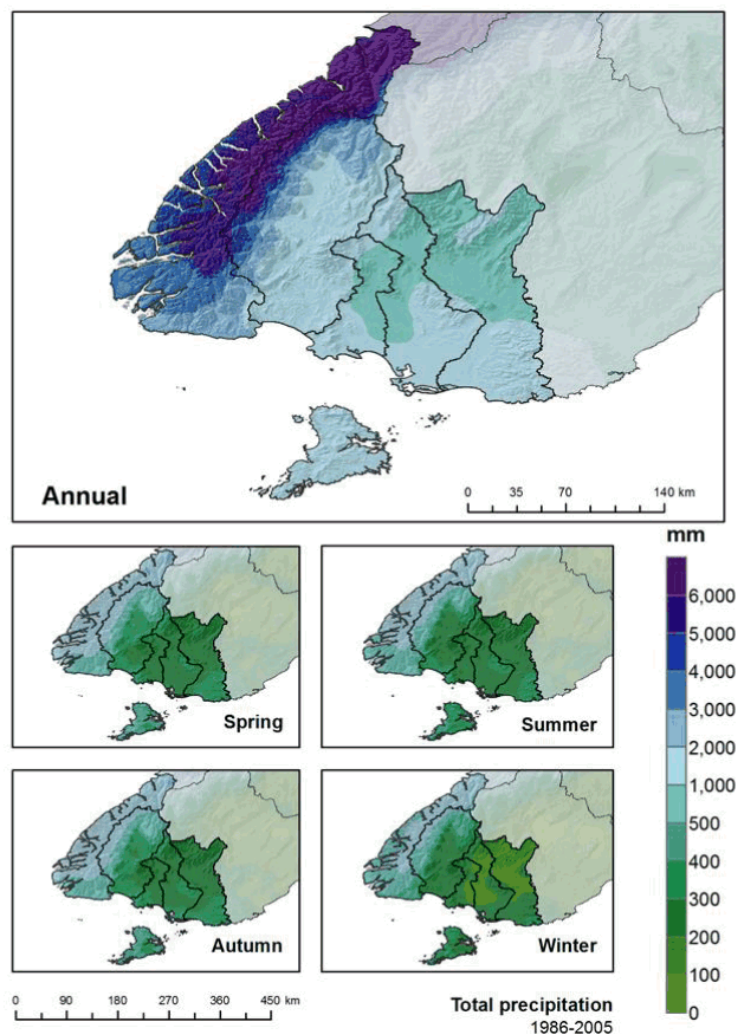 Annual
0 35 70 140 km
mm
6,000
5,000
4,000
3,000
2,000
1,000
500
400
300
200
100
0
Spring
Summer
Autumn
Winter
0 90 180 270 360 450 km
Total precipitation
1986-2005